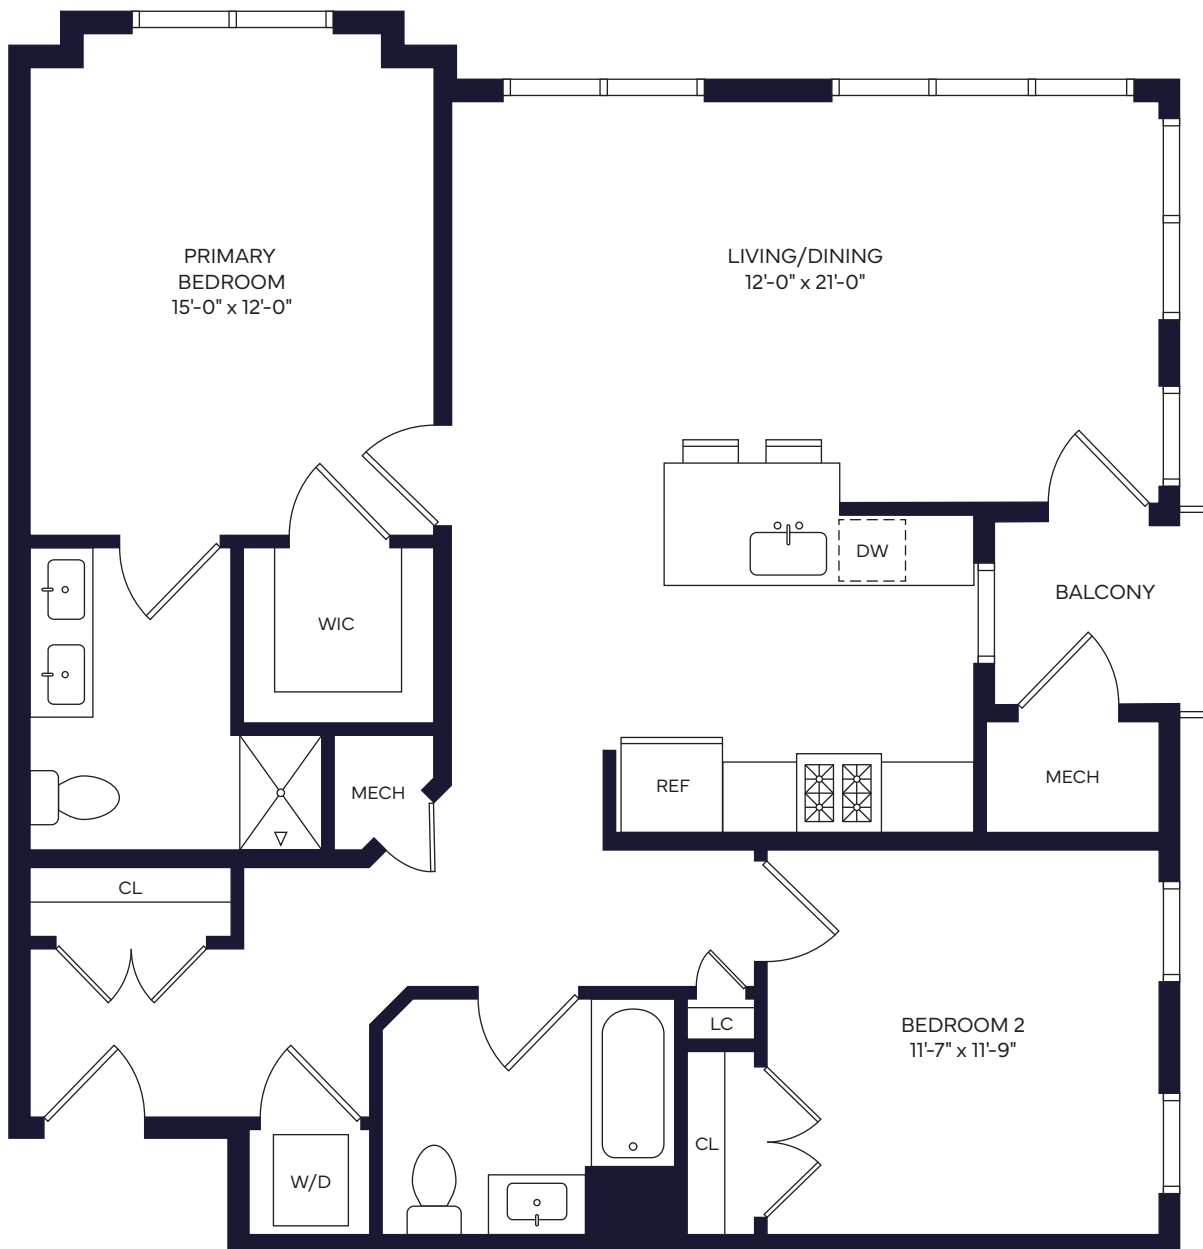 PRIMARY
BEDROOM
15'-0" x 12'-0"
LIVING/DINING
12'-0" x 21'-0"
DW
BALCONY
WIC
MECH
REF
MECH
CL
LC
BEDROOM 2
11'-7" x 11'-9"
CL
W/D